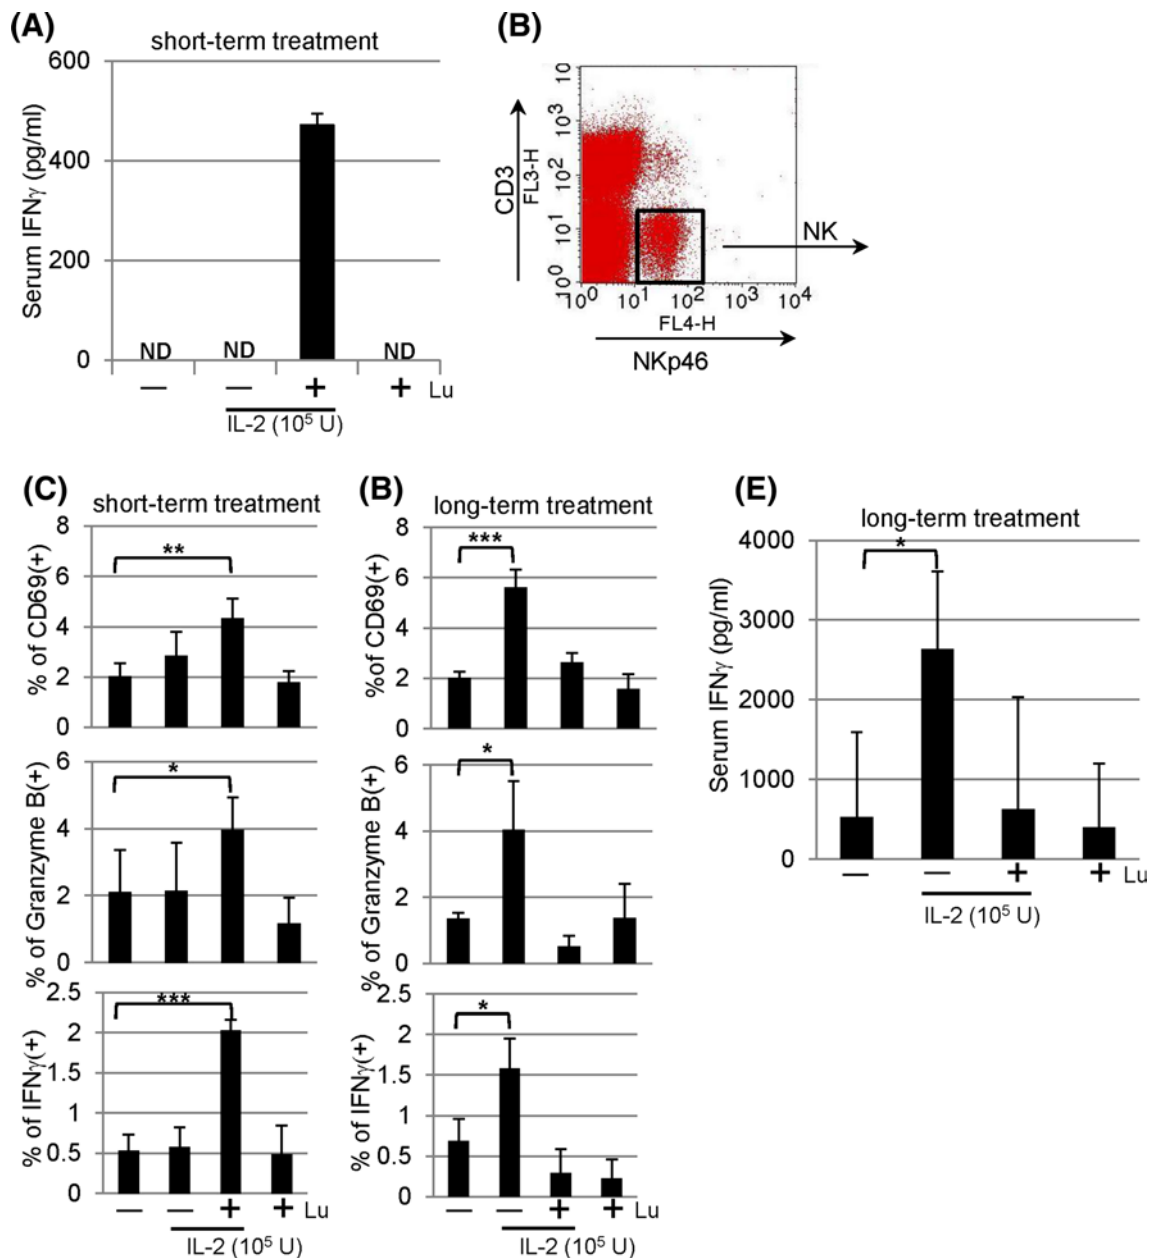 (A)
short-term treatment
Serum IFNγ (pg/ml)
600
400
200
0
ND ND ND
— — + + Lu
IL-2 (10⁵ U)
(B)
CD3
FL3-H
10
10³
10²
10¹
10⁰
10⁰ 10¹ 10² 10³ 10⁴
FL4-H
NKp46
NK
(C)
short-term treatment
% of CD69(+)
8
6
4
2
0
**
% of Granzyme B(+)
6
4
2
0
*
% of IFNγ(+)
2.5
2
1.5
1
0.5
0
***
— — + + Lu
IL-2 (10⁵ U)
(B)
long-term treatment
%of CD69(+)
8
6
4
2
0
***
% of Granzyme B(+)
6
4
2
0
*
% of IFNγ(+)
2.5
2
1.5
1
0.5
0
*
— — + + Lu
IL-2 (10⁵ U)
(E)
long-term treatment
Serum IFNγ (pg/ml)
4000
3000
2000
1000
0
*
— — + + Lu
IL-2 (10⁵ U)